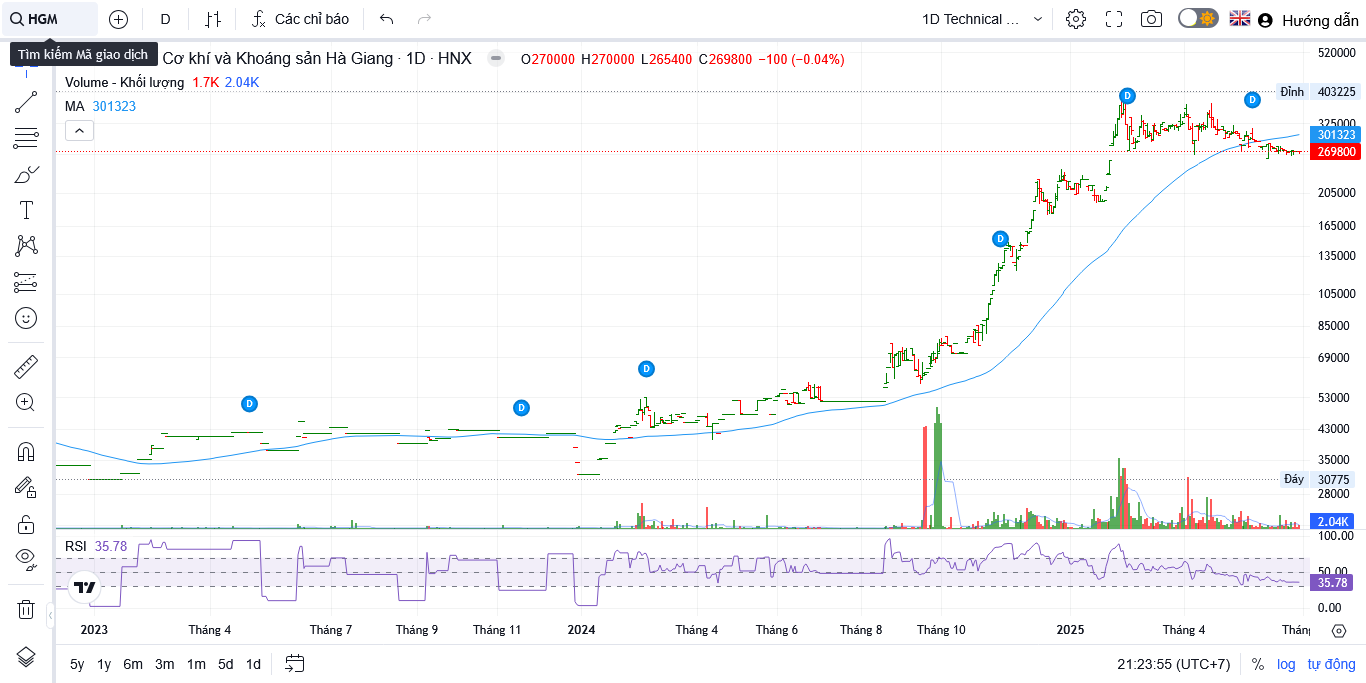 HGM
D
Các chỉ báo
1D Technical ...
Hướng dẫn
Tìm kiếm Mã giao dịch
Cơ khí và Khoáng sản Hà Giang · 1D · HNX
O270000 H270000 L265400 C269800 −100 (−0.04%)
Volume - Khối lượng 1.7K 2.04K
MA 301323
520000
Đỉnh 403225
325000
301323
269800
205000
165000
135000
105000
85000
69000
53000
43000
35000
Đáy 30775
28000
2.04K
D
D
D
D
D
D
RSI 35.78
100.00
50.00
35.78
0.00
2023 Tháng 4 Tháng 7 Tháng 9 Tháng 11 2024 Tháng 4 Tháng 6 Tháng 8 Tháng 10 2025 Tháng 4
5y 1y 6m 3m 1m 5d 1d
21:23:55 (UTC+7) % log tự động